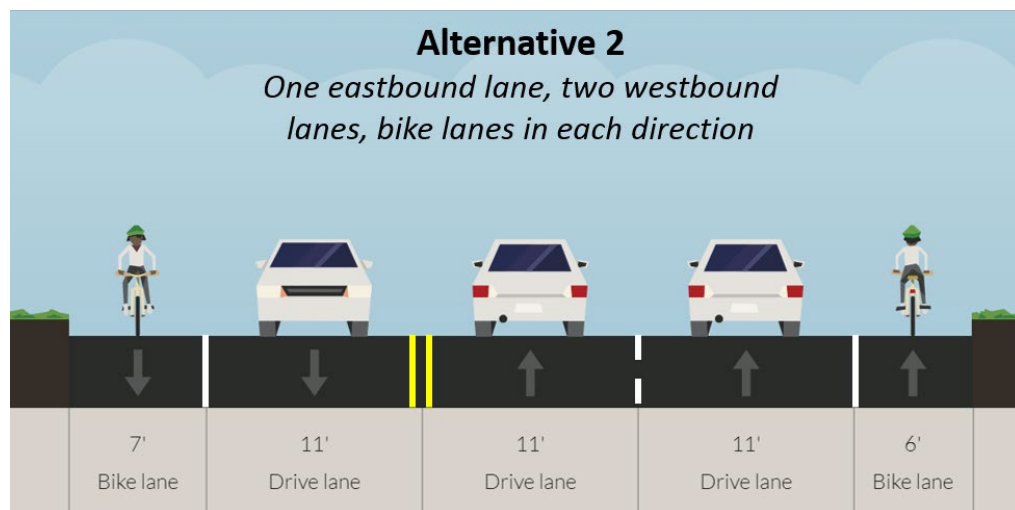 Alternative 2
One eastbound lane, two westbound
lanes, bike lanes in each direction
7' 11' 11' 11' 6'
Bike lane Drive lane Drive lane Drive lane Bike lane